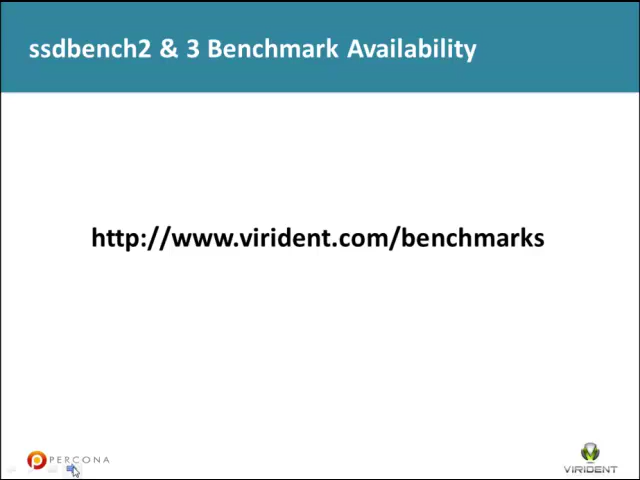 ssdbench2 & 3 Benchmark Availability
http://www.virident.com/benchmarks
PERCONA
VIRIDENT